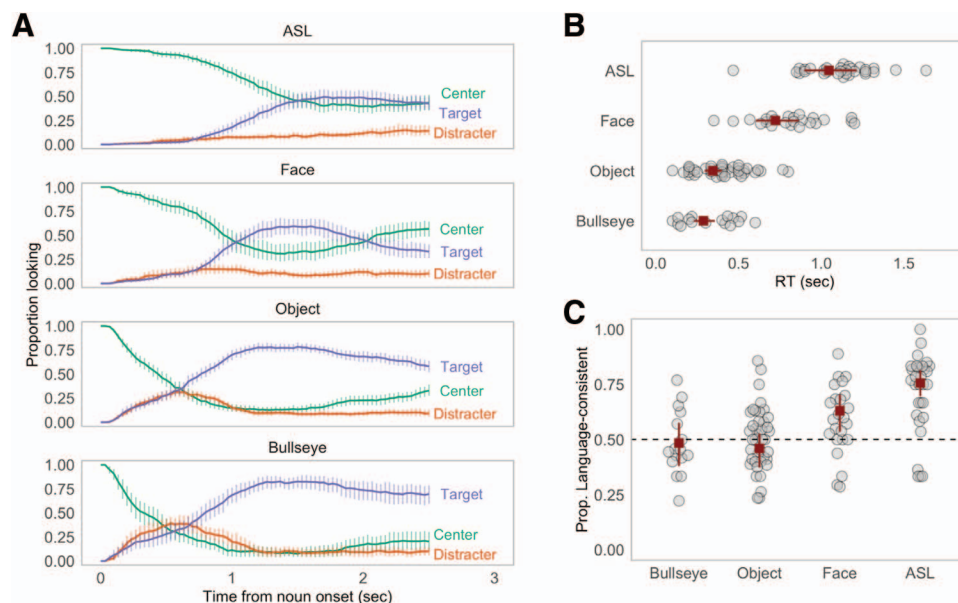 A
ASL
1.00
0.75
0.50
0.25
0.00
Center
Target
Distracter
Face
1.00
0.75
0.50
0.25
0.00
Center
Target
Distracter
Object
1.00
0.75
0.50
0.25
0.00
Target
Center
Distracter
Bullseye
1.00
0.75
0.50
0.25
0.00
Target
Center
Distracter
0 1 2 3
Time from noun onset (sec)
Proportion looking
B
ASL
Face
Object
Bullseye
0.0 0.5 1.0 1.5
RT (sec)
C
Prop. Language-consistent
1.00
0.75
0.50
0.25
0.00
Bullseye Object Face ASL